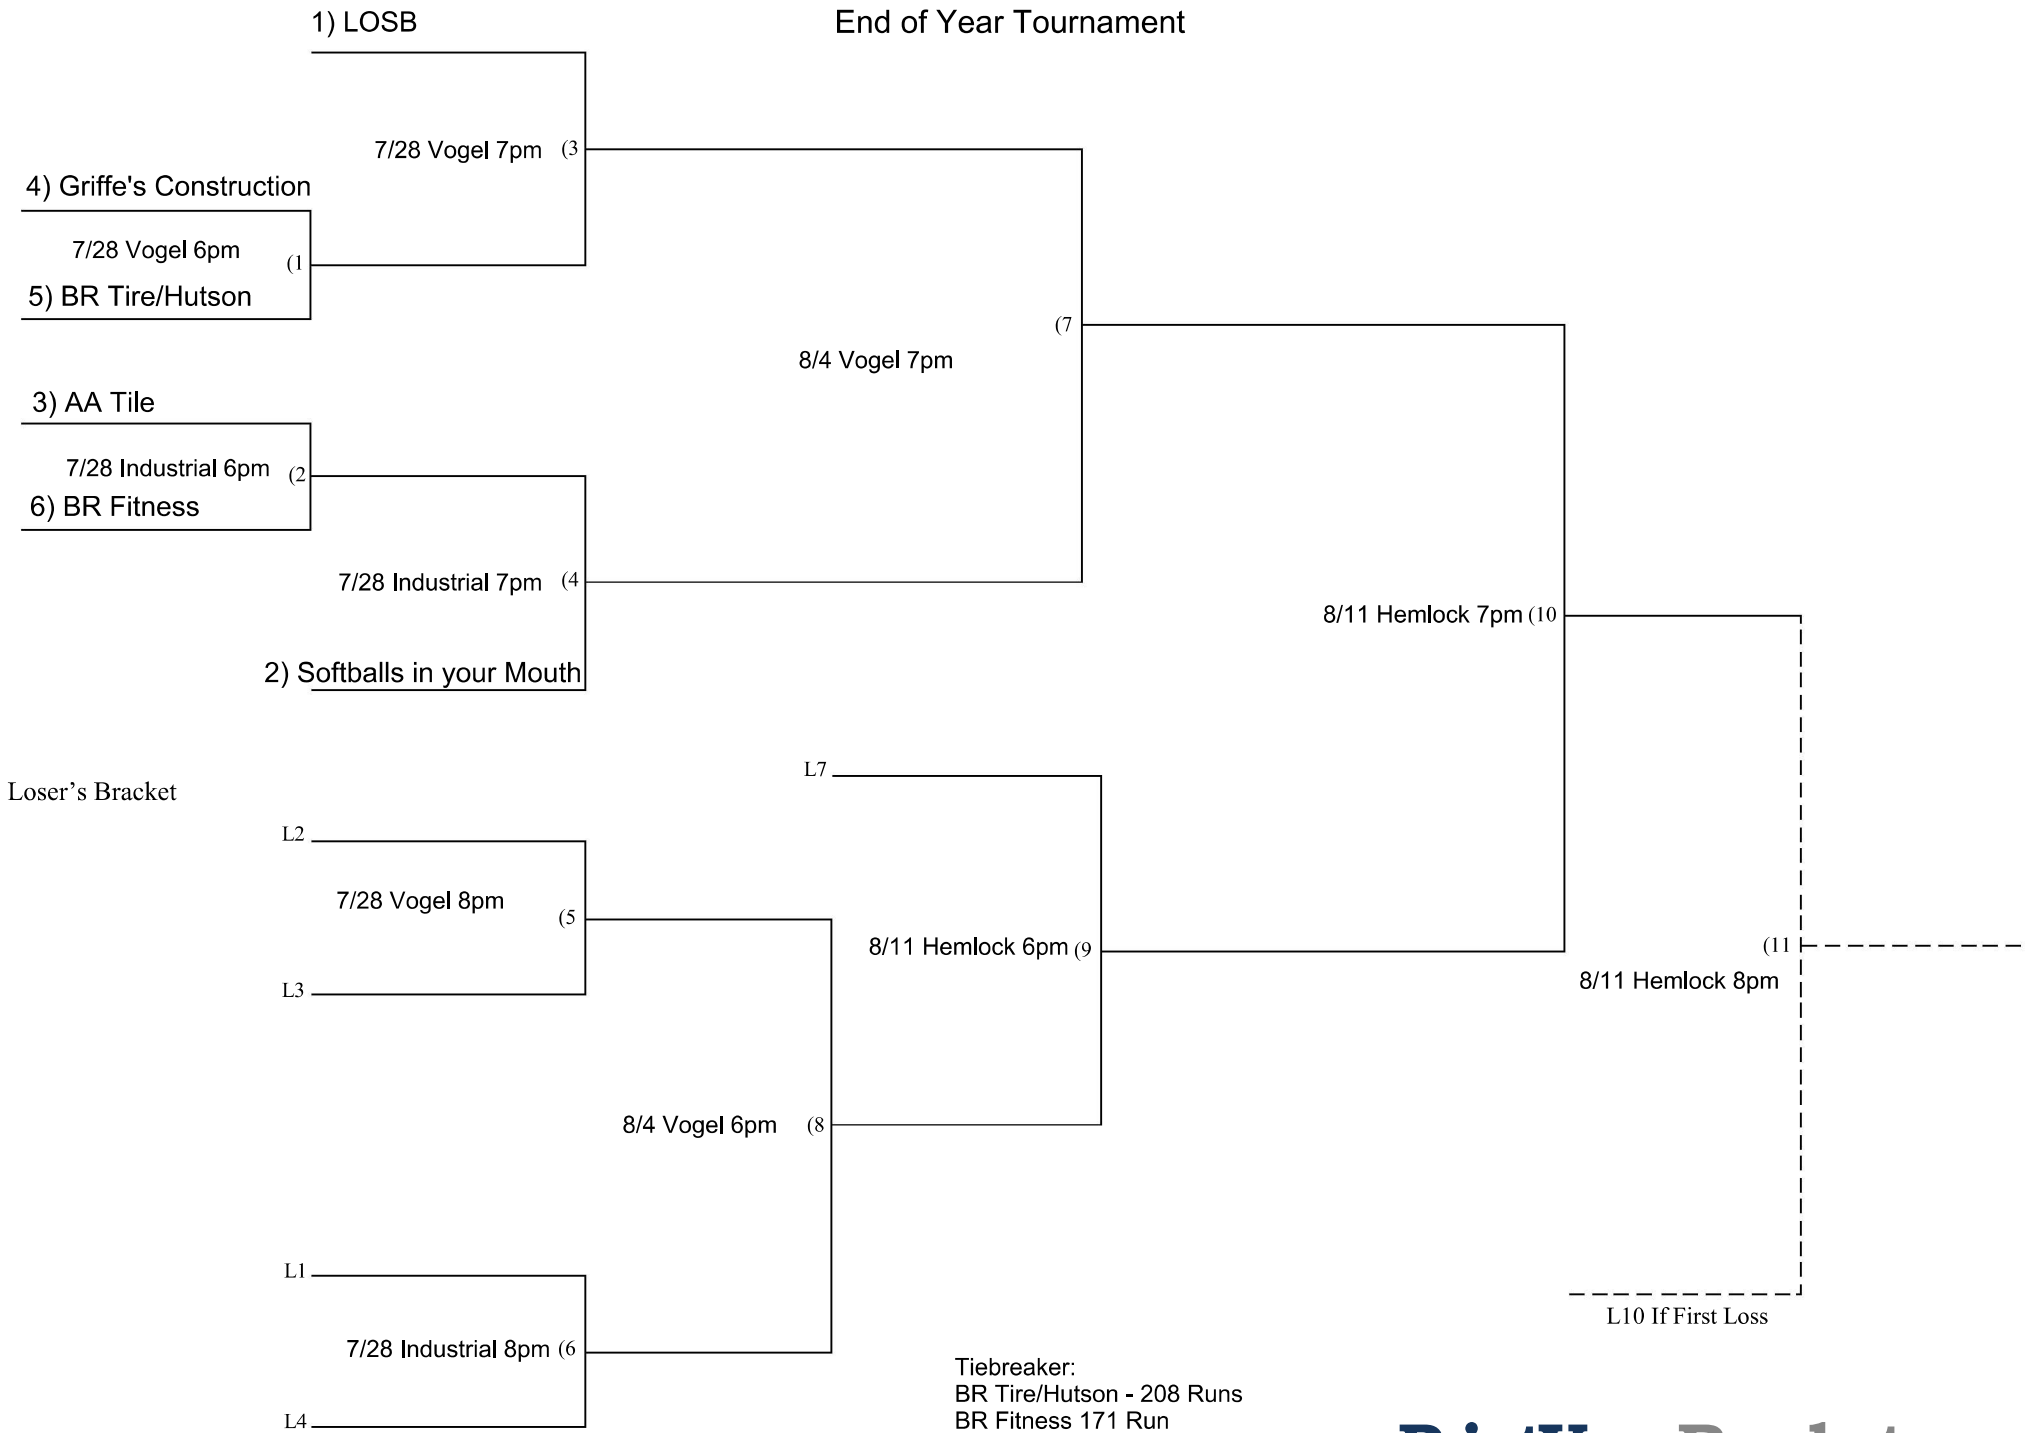 1) LOSB
End of Year Tournament
7/28 Vogel 7pm (3
4) Griffe's Construction
7/28 Vogel 6pm (1
5) BR Tire/Hutson
(7
8/4 Vogel 7pm
3) AA Tile
7/28 Industrial 6pm (2
6) BR Fitness
7/28 Industrial 7pm (4
8/11 Hemlock 7pm (10
2) Softballs in your Mouth
L7
Loser’s Bracket
L2
7/28 Vogel 8pm
(5
8/11 Hemlock 6pm (9
(11
8/11 Hemlock 8pm
L3
8/4 Vogel 6pm (8
L1
L10 If First Loss
7/28 Industrial 8pm (6
Tiebreaker:
BR Tire/Hutson - 208 Runs
BR Fitness 171 Run
L4